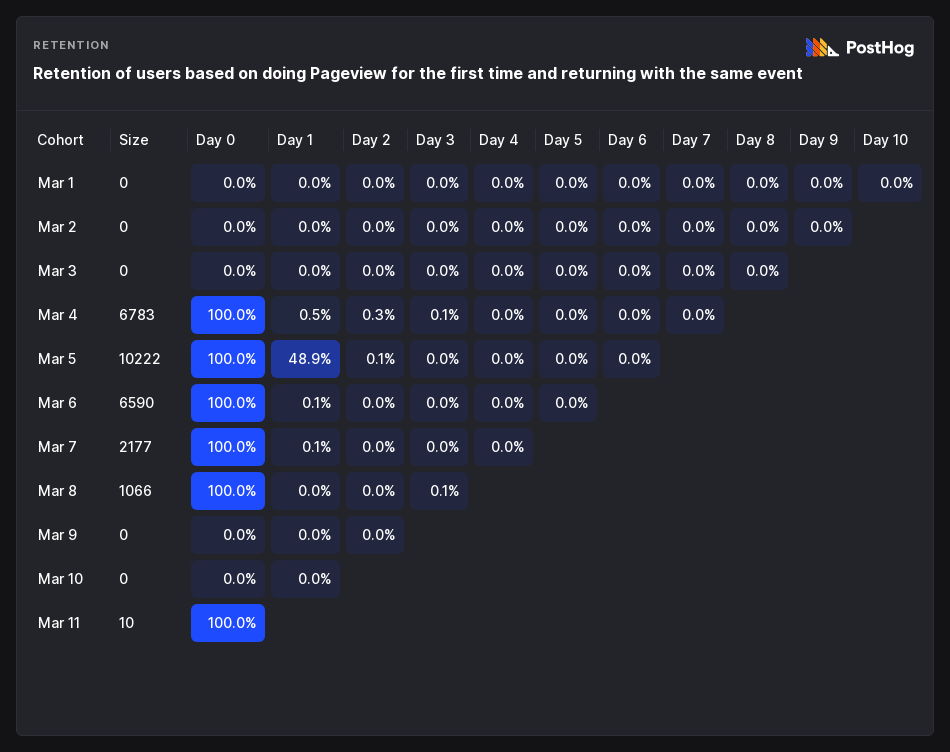 RETENTION
PostHog
Retention of users based on doing Pageview for the first time and returning with the same event
Cohort Size Day 0 Day 1 Day 2 Day 3 Day 4 Day 5 Day 6 Day 7 Day 8 Day 9 Day 10
Mar 1 0 0.0% 0.0% 0.0% 0.0% 0.0% 0.0% 0.0% 0.0% 0.0% 0.0% 0.0%
Mar 2 0 0.0% 0.0% 0.0% 0.0% 0.0% 0.0% 0.0% 0.0% 0.0% 0.0%
Mar 3 0 0.0% 0.0% 0.0% 0.0% 0.0% 0.0% 0.0% 0.0% 0.0%
Mar 4 6783 100.0% 0.5% 0.3% 0.1% 0.0% 0.0% 0.0% 0.0%
Mar 5 10222 100.0% 48.9% 0.1% 0.0% 0.0% 0.0% 0.0%
Mar 6 6590 100.0% 0.1% 0.0% 0.0% 0.0% 0.0%
Mar 7 2177 100.0% 0.1% 0.0% 0.0% 0.0%
Mar 8 1066 100.0% 0.0% 0.0% 0.1%
Mar 9 0 0.0% 0.0% 0.0%
Mar 10 0 0.0% 0.0%
Mar 11 10 100.0%